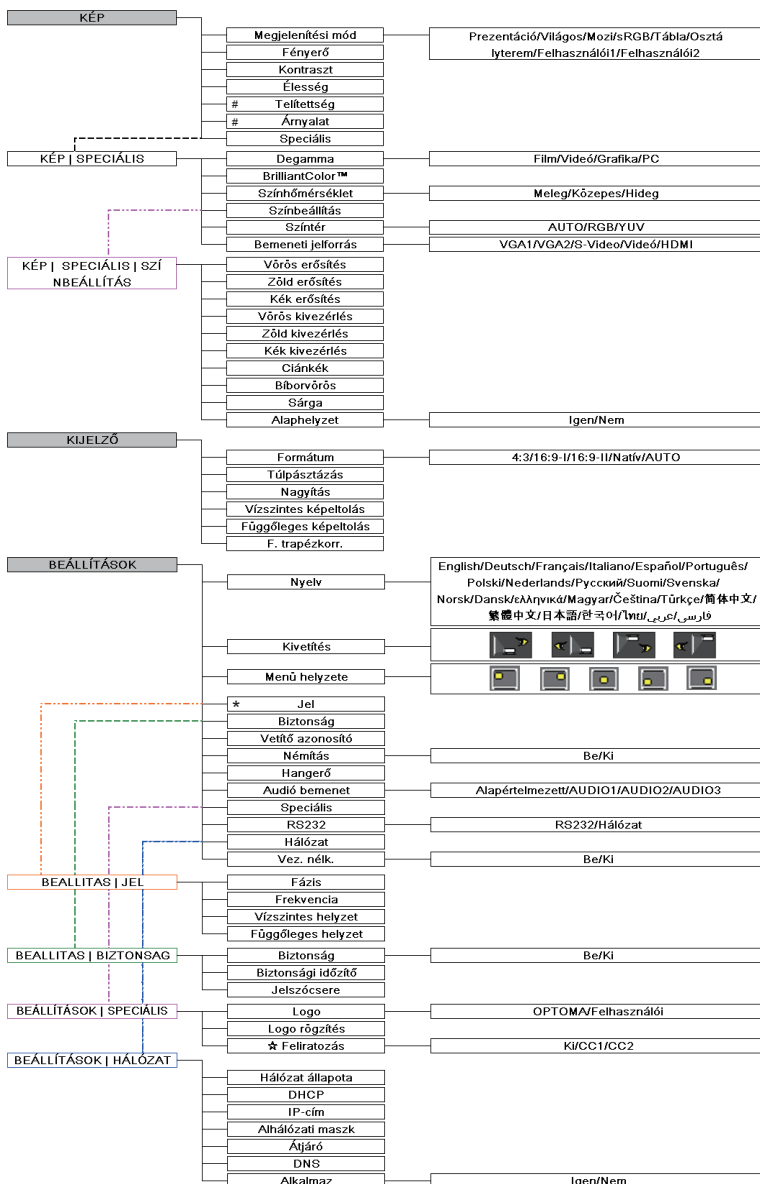 KÉP
Megjelenítési mód
Prezentáció/Világos/Mozi/sRGB/Tábla/Osztá
lyterem/Felhasználói1/Felhasználói2
Fényerő
Kontraszt
Élesség
# Telítettség
# Árnyalat
Speciális
KÉP | SPECIÁLIS
Degamma
Film/Videó/Grafika/PC
BrilliantColor™
Színhőmérséklet
Meleg/Közepes/Hideg
Színbeállítás
Színtér
AUTO/RGB/YUV
Bemeneti jelforrás
VGA1/VGA2/S-Video/Videó/HDMI
KÉP | SPECIÁLIS | SZÍ
NBEÁLLÍTÁS
Vörös erősítés
Zöld erősítés
Kék erősítés
Vörös kivezérlés
Zöld kivezérlés
Kék kivezérlés
Ciánkék
Bíborvörös
Sárga
Alaphelyzet
Igen/Nem
KIJELZŐ
Formátum
4:3/16:9-I/16:9-II/Natív/AUTO
Túlpásztázás
Nagyítás
Vízszintes képeltolás
Függőleges képeltolás
F. trapézkorr.
BEÁLLÍTÁSOK
Nyelv
English/Deutsch/Français/Italiano/Español/Português/
Polski/Nederlands/Русский/Suomi/Svenska/
Norsk/Dansk/ελληνικά/Magyar/Čeština/Türkçe/简体中文/
繁體中文/日本語/한국어/ไทย/عربي/فارسی
Kivetítés
Menü helyzete
* Jel
Biztonság
Vetítő azonosító
Némítás
Be/Ki
Hangerő
Audió bemenet
Alapértelmezett/AUDIO1/AUDIO2/AUDIO3
Speciális
RS232
RS232/Hálózat
Hálózat
Vez. nélk.
Be/Ki
BEALLITAS | JEL
Fázis
Frekvencia
Vízszintes helyzet
Függőleges helyzet
BEALLITAS | BIZTONSAG
Biztonság
Be/Ki
Biztonsági időzítő
Jelszócsere
BEÁLLÍTÁSOK | SPECIÁLIS
Logo
OPTOMA/Felhasználói
Logo rögzítés
☆ Feliratozás
Ki/CC1/CC2
BEÁLLÍTÁSOK | HÁLÓZAT
Hálózat állapota
DHCP
IP-cím
Alhálózati maszk
Átjáró
DNS
Alkalmaz
Igen/Nem